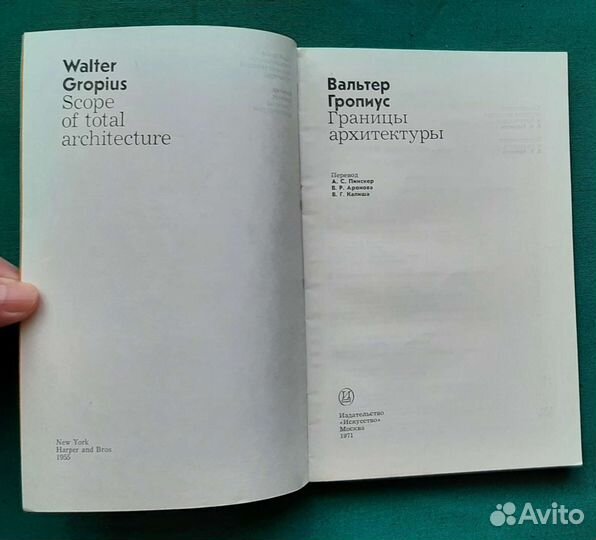 Walter
Gropius
Scope
of total
architecture
New York
Harper and Bros
1955
Вальтер
Гропиус
Границы
архитектуры
Перевод
А. С. Пинскер
В. Р. Аронова
В. Г. Калиша
Издательство
«Искусство»
Москва
1971
Avito